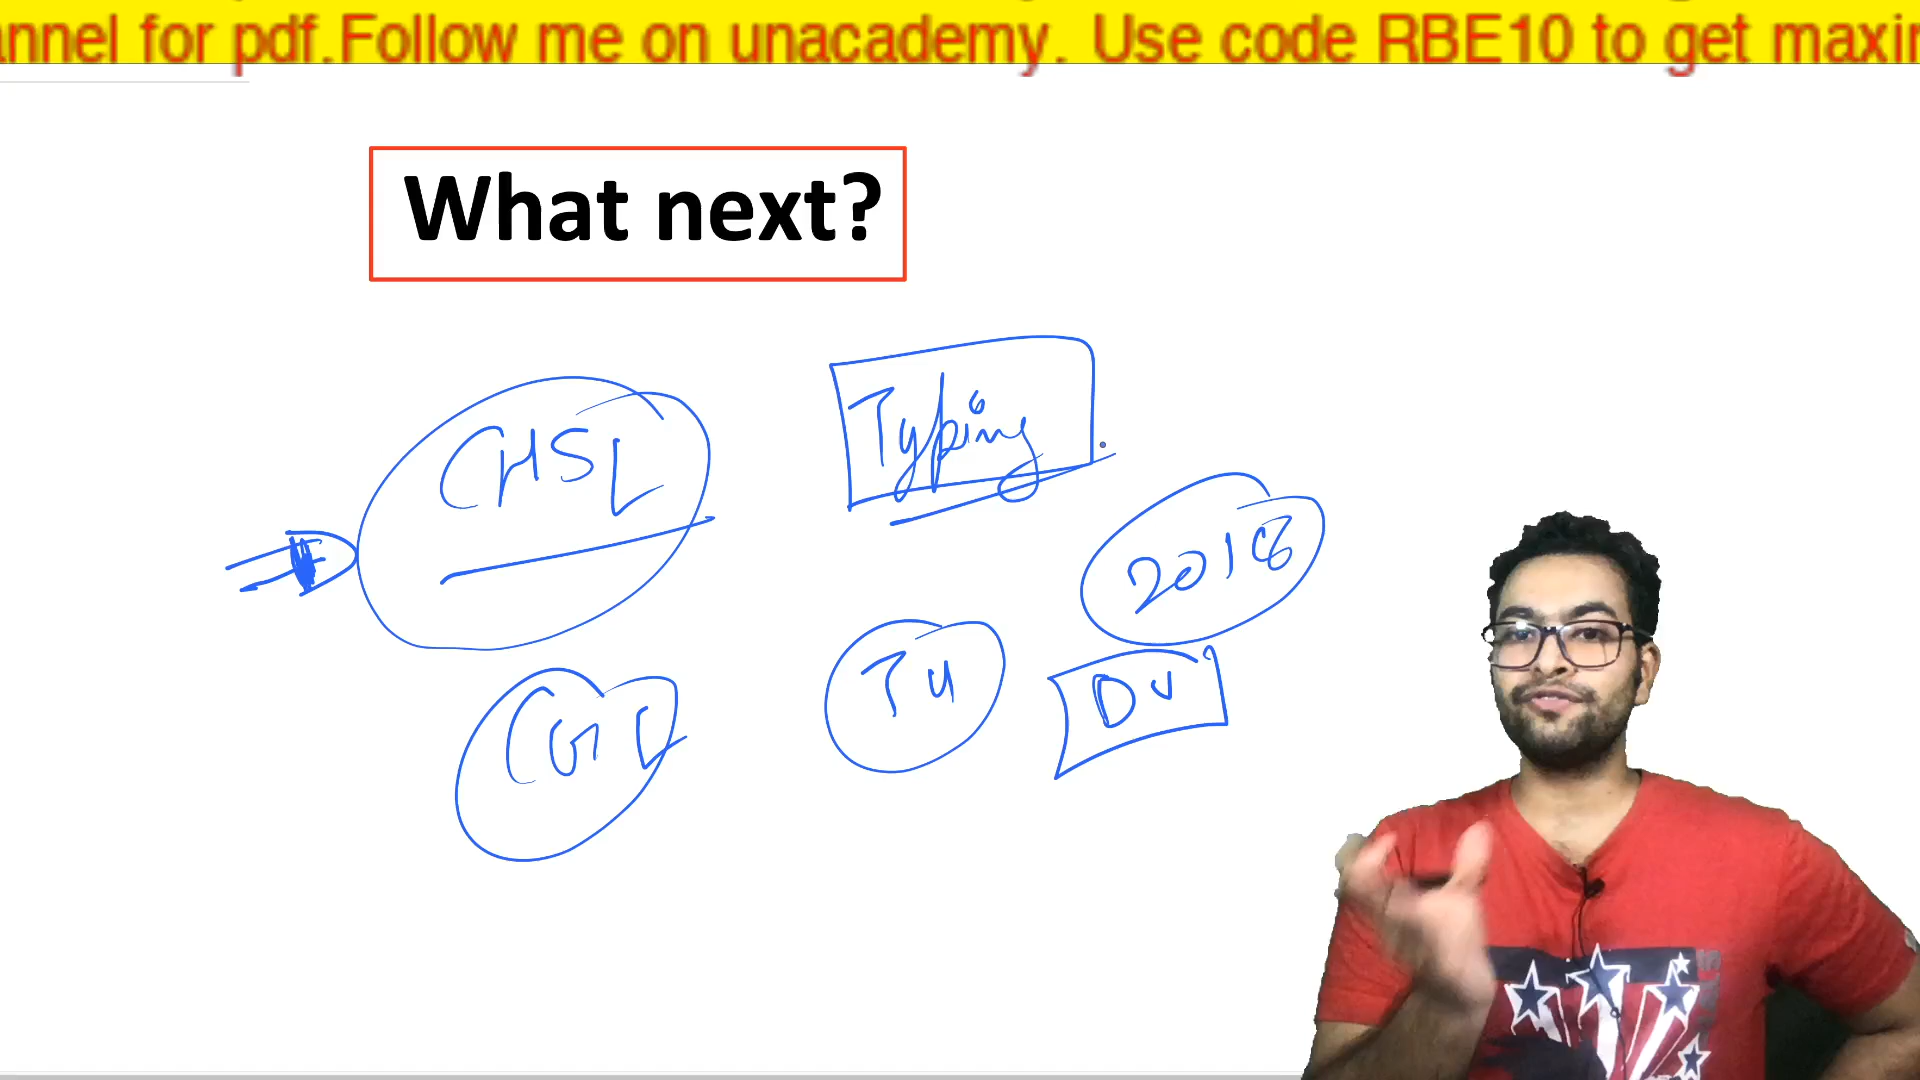 nnel for pdf.Follow me on unacademy. Use code RBE10 to get maxi
What next?
CHSL
Typing
2018
CGL
T4
DV